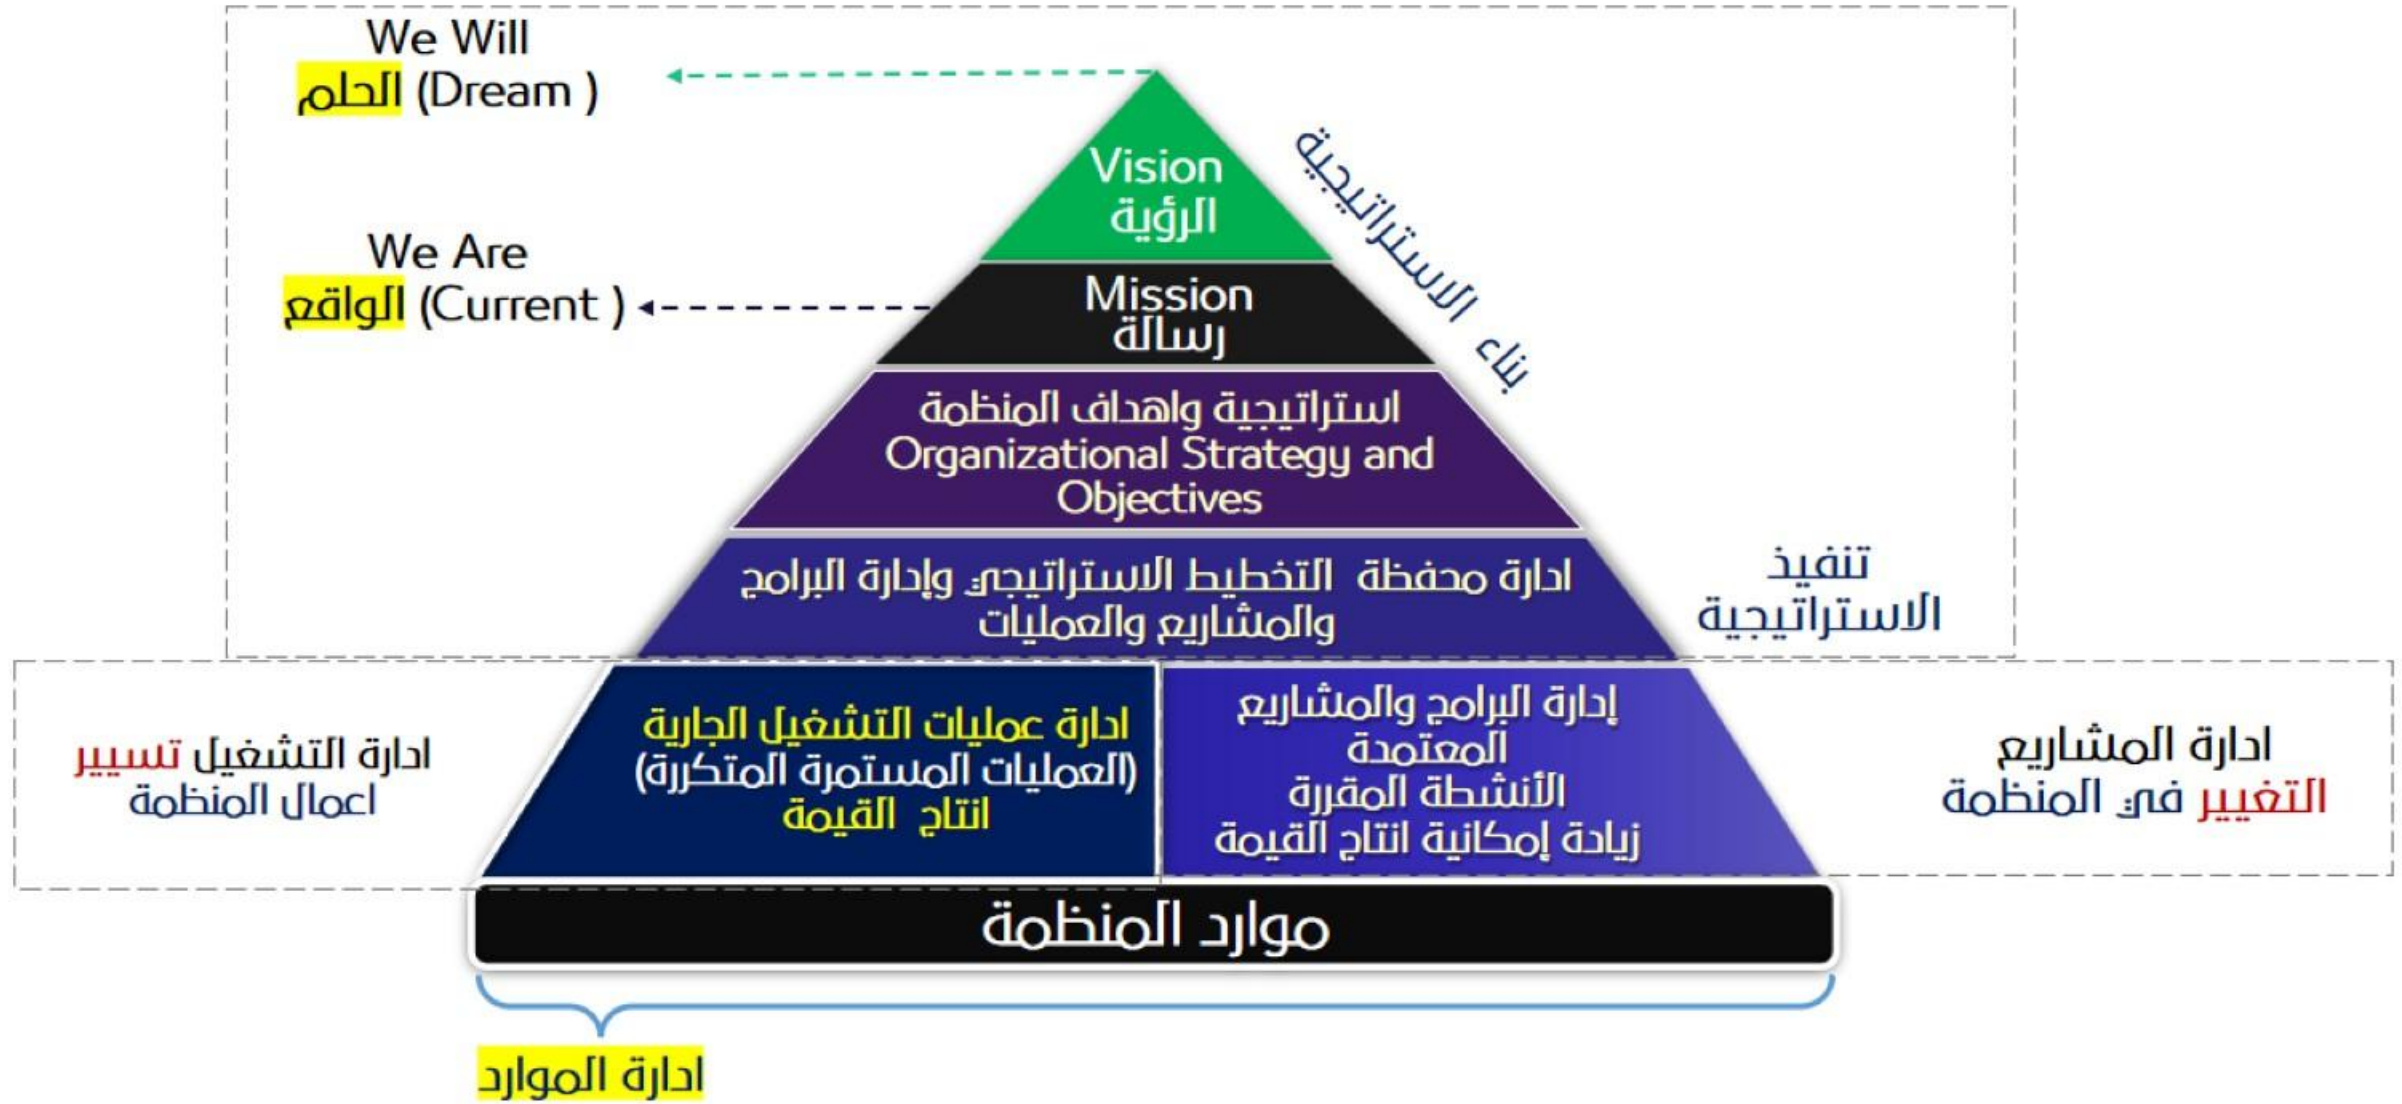 We Will
الحلم (Dream )
We Are
الواقع (Current )
Vision
الرؤية
Mission
رسالة
بناء الاستراتيجية
استراتيجية واهداف المنظمة
Organizational Strategy and
Objectives
ادارة محفظة التخطيط الاستراتيجي وإدارة البرامج
والمشاريع والعمليات
تنفيذ
الاستراتيجية
إدارة البرامج والمشاريع
المعتمدة
الأنشطة المقررة
زيادة إمكانية انتاج القيمة
ادارة عمليات التشغيل الجارية
(العمليات المستمرة المتكررة)
انتاج القيمة
ادارة المشاريع
التغيير في المنظمة
ادارة التشغيل تسيير
اعمال المنظمة
موارد المنظمة
ادارة الموارد